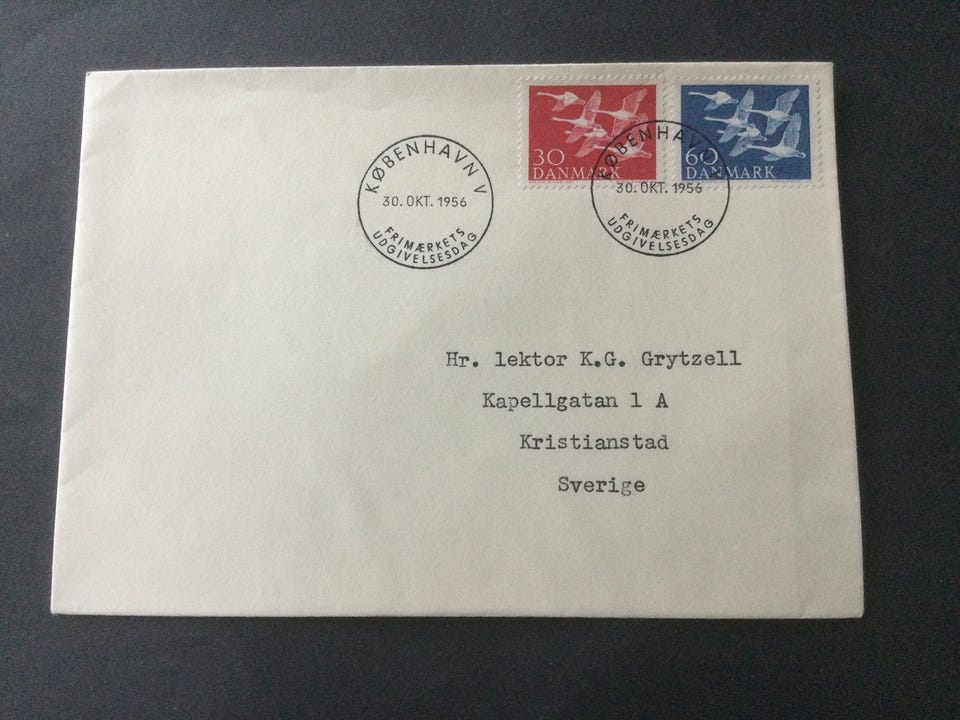 30
DANMARK
60
DANMARK
KØBENHAVN V
30. OKT. 1956
FRIMÆRKETS
UDGIVELSESDAG
KØBENHAVN V
30. OKT. 1956
FRIMÆRKETS
UDGIVELSESDAG
Hr. lektor K.G. Grytzell
Kapellgatan 1 A
Kristianstad
Sverige